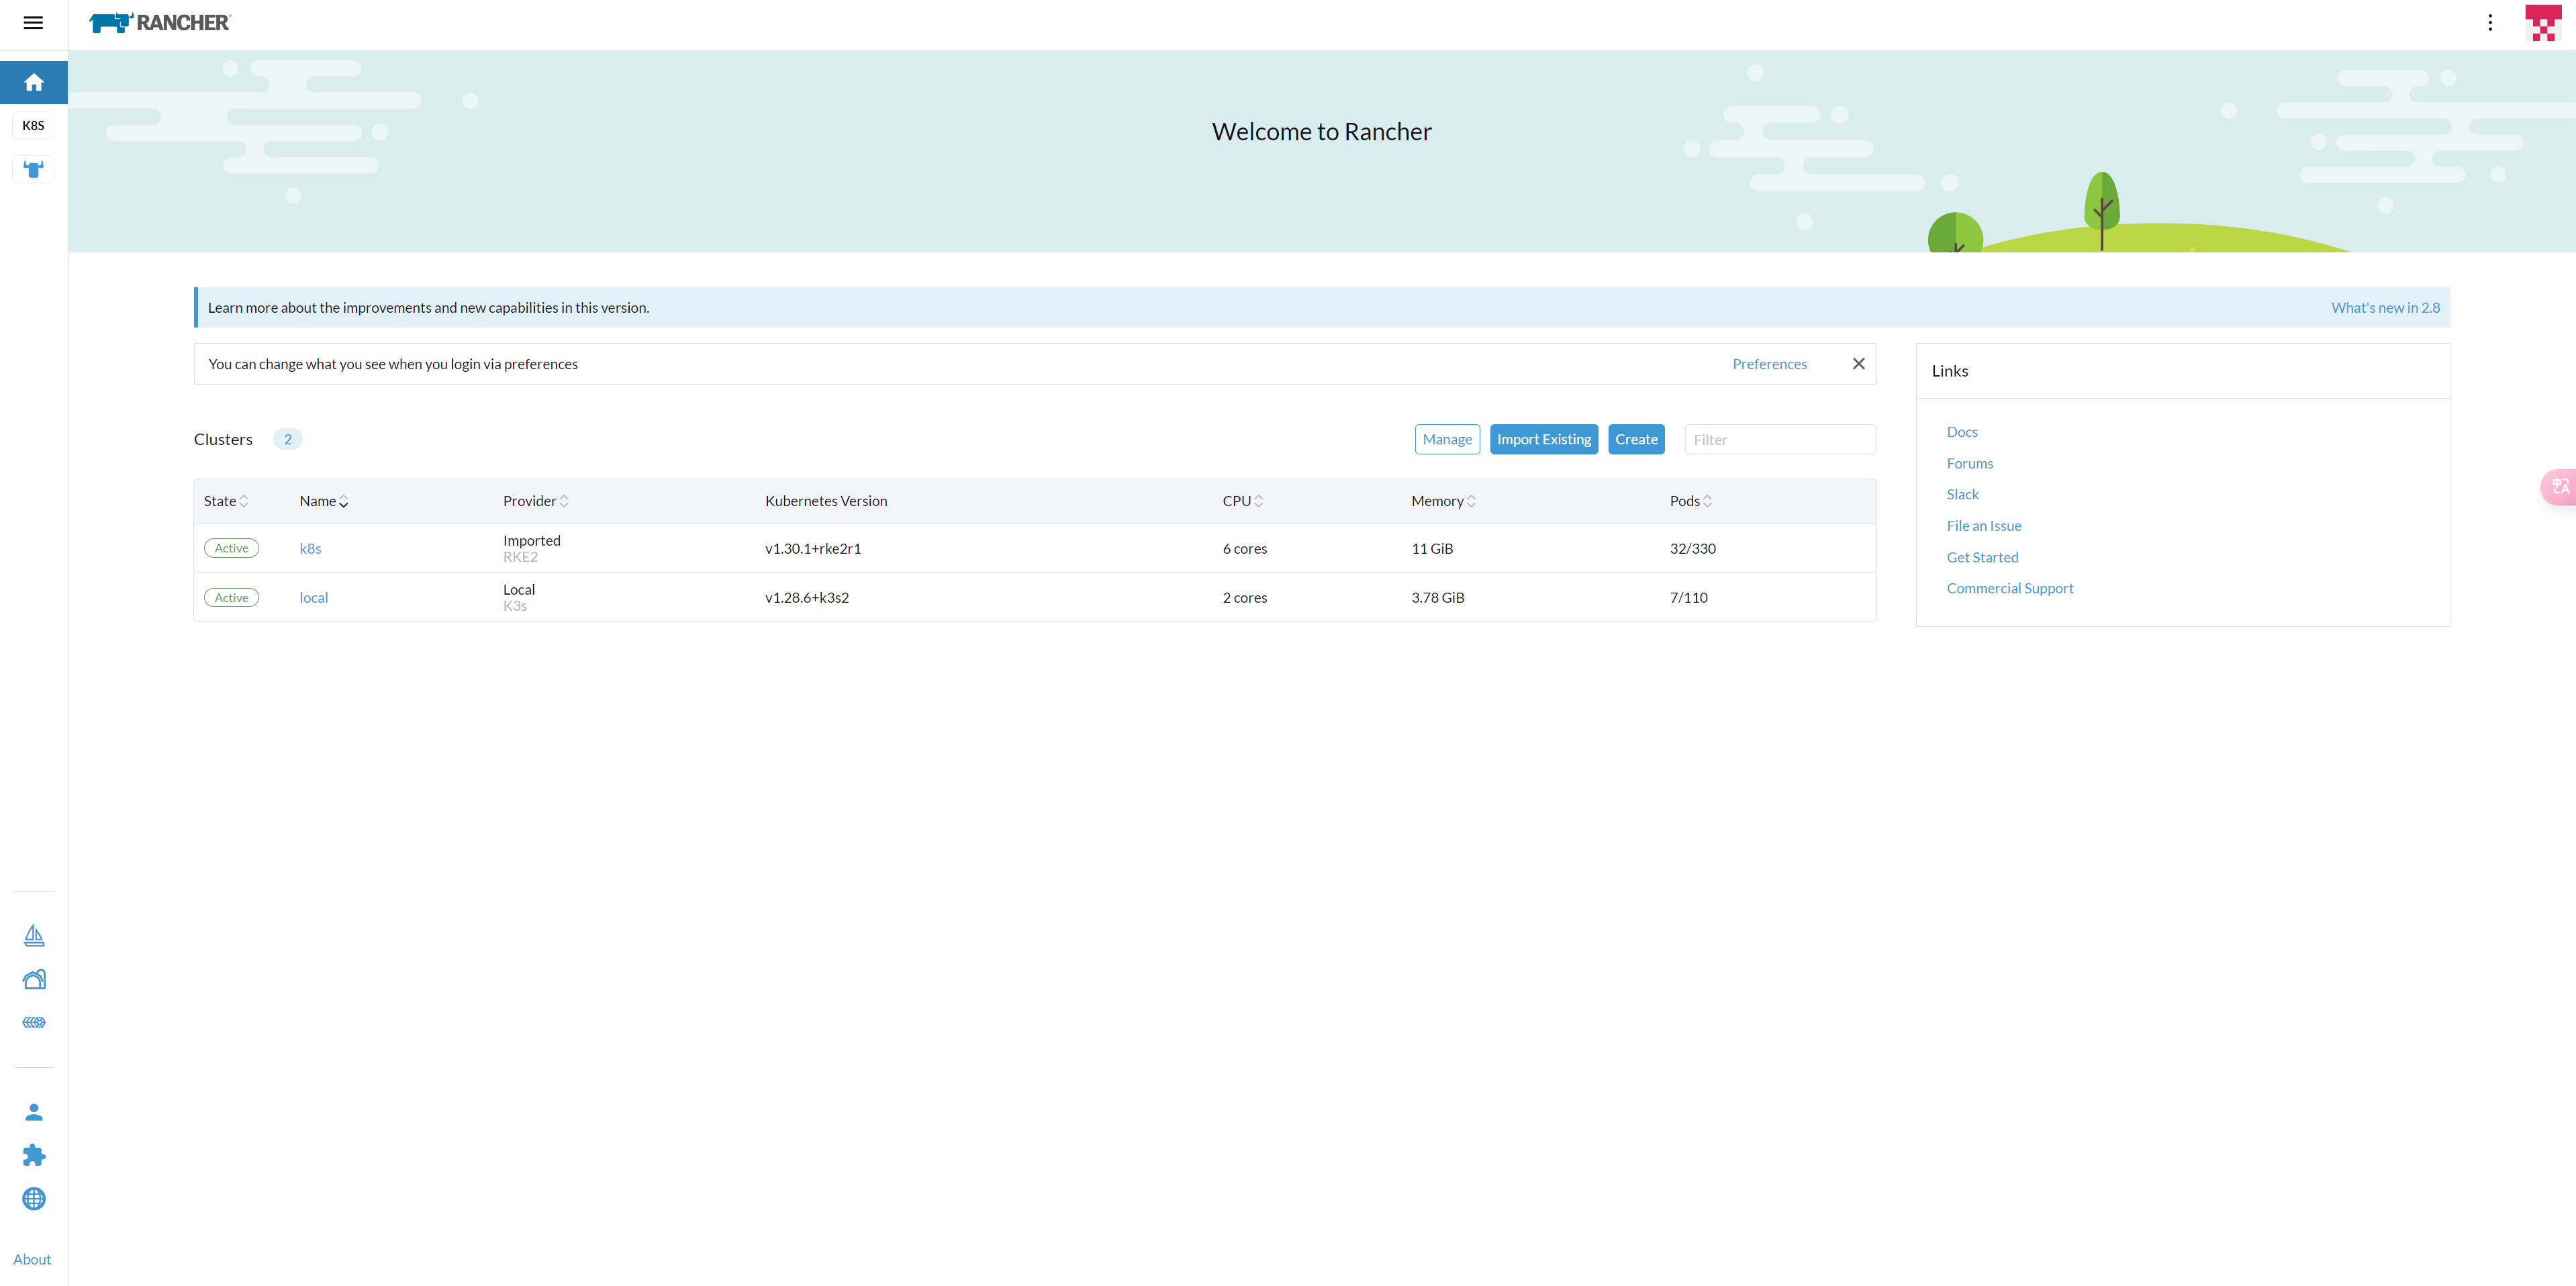 RANCHER
K8S
Welcome to Rancher
Learn more about the improvements and new capabilities in this version.
What's new in 2.8
You can change what you see when you login via preferences
Preferences
Links
Docs
Forums
Slack
File an Issue
Get Started
Commercial Support
Clusters 2
Manage
Import Existing
Create
Filter
State Name Provider Kubernetes Version CPU Memory Pods
Active k8s Imported v1.30.1+rke2r1 6 cores 11 GiB 32/330
RKE2
Active local Local v1.28.6+k3s2 2 cores 3.78 GiB 7/110
K3s
中
A
About